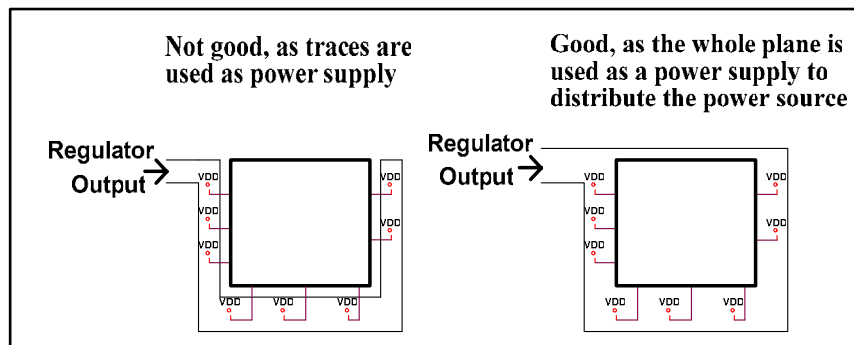 Not good, as traces are
used as power supply
Regulator
Output
VDD
VDD
VDD
VDD
VDD
VDD
VDD
VDD
Good, as the whole plane is
used as a power supply to
distribute the power source
Regulator
Output
VDD
VDD
VDD
VDD
VDD
VDD
VDD
VDD